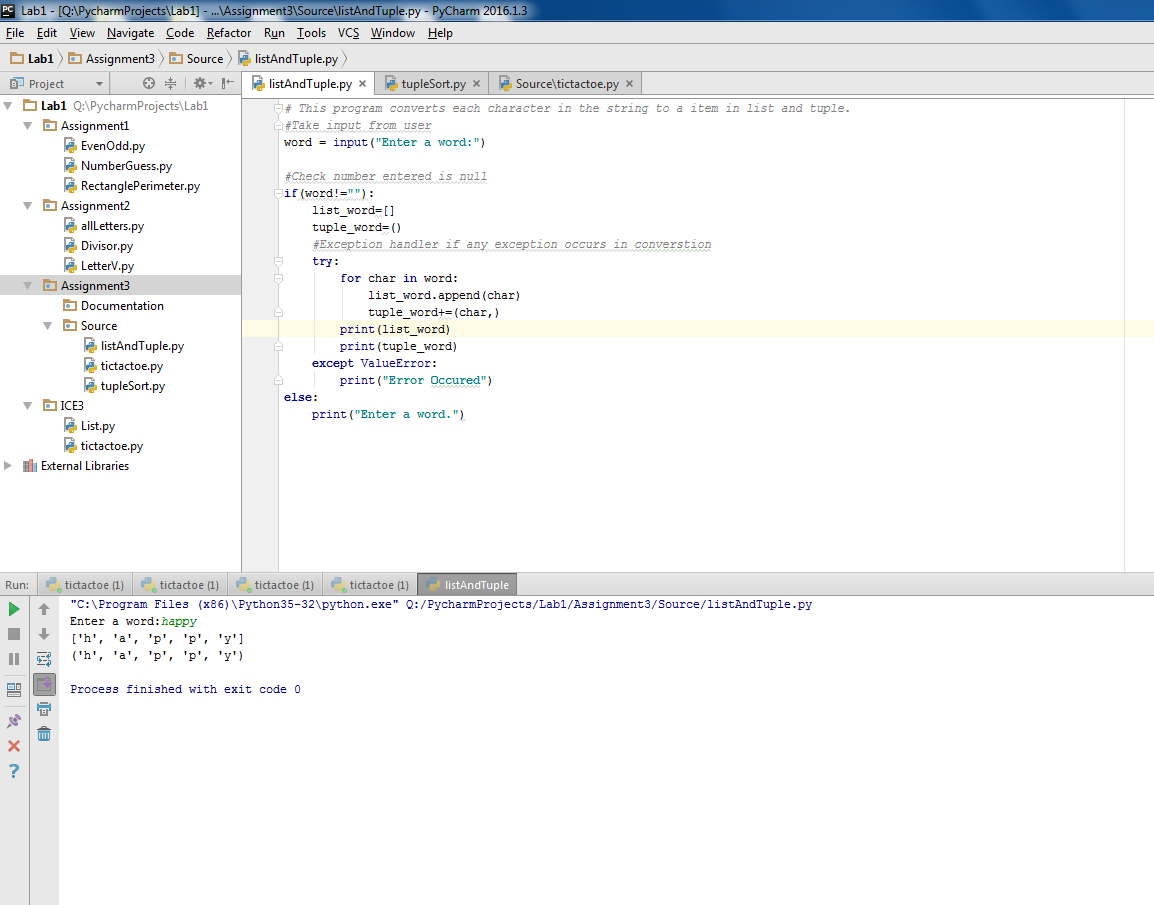 Lab1 - [Q:\PycharmProjects\Lab1] - ...\Assignment3\Source\listAndTuple.py - PyCharm 2016.1.3
File Edit View Navigate Code Refactor Run Tools VCS Window Help
Lab1 Assignment3 Source listAndTuple.py
Project
listAndTuple.py tupleSort.py Source\tictactoe.py
Lab1 Q:\PycharmProjects\Lab1
Assignment1
EvenOdd.py
NumberGuess.py
RectanglePerimeter.py
Assignment2
allLetters.py
Divisor.py
LetterV.py
Assignment3
Documentation
Source
listAndTuple.py
tictactoe.py
tupleSort.py
ICE3
List.py
tictactoe.py
External Libraries
# This program converts each character in the string to a item in list and tuple.
#Take input from user
word = input("Enter a word:")
#Check number entered is null
if(word!=""):
list_word=[]
tuple_word=()
#Exception handler if any exception occurs in converstion
try:
for char in word:
list_word.append(char)
tuple_word+=(char,)
print(list_word)
print(tuple_word)
except ValueError:
print("Error Occured")
else:
print("Enter a word.")
Run: tictactoe (1) tictactoe (1) tictactoe (1) tictactoe (1) listAndTuple
"C:\Program Files (x86)\Python35-32\python.exe" Q:/PycharmProjects/Lab1/Assignment3/Source/listAndTuple.py
Enter a word:happy
['h', 'a', 'p', 'p', 'y']
('h', 'a', 'p', 'p', 'y')
Process finished with exit code 0